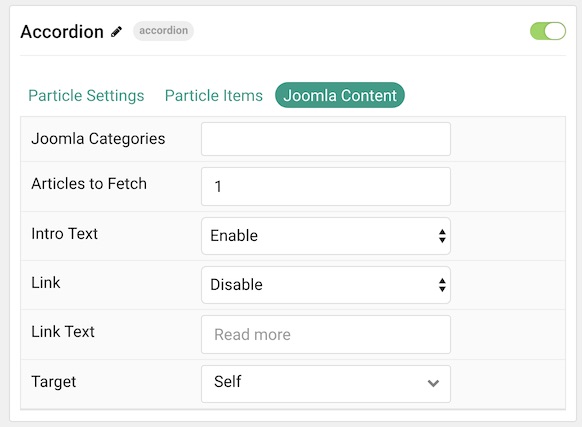 Accordion accordion
Particle Settings Particle Items Joomla Content
Joomla Categories
Articles to Fetch 1
Intro Text Enable
Link Disable
Link Text Read more
Target Self